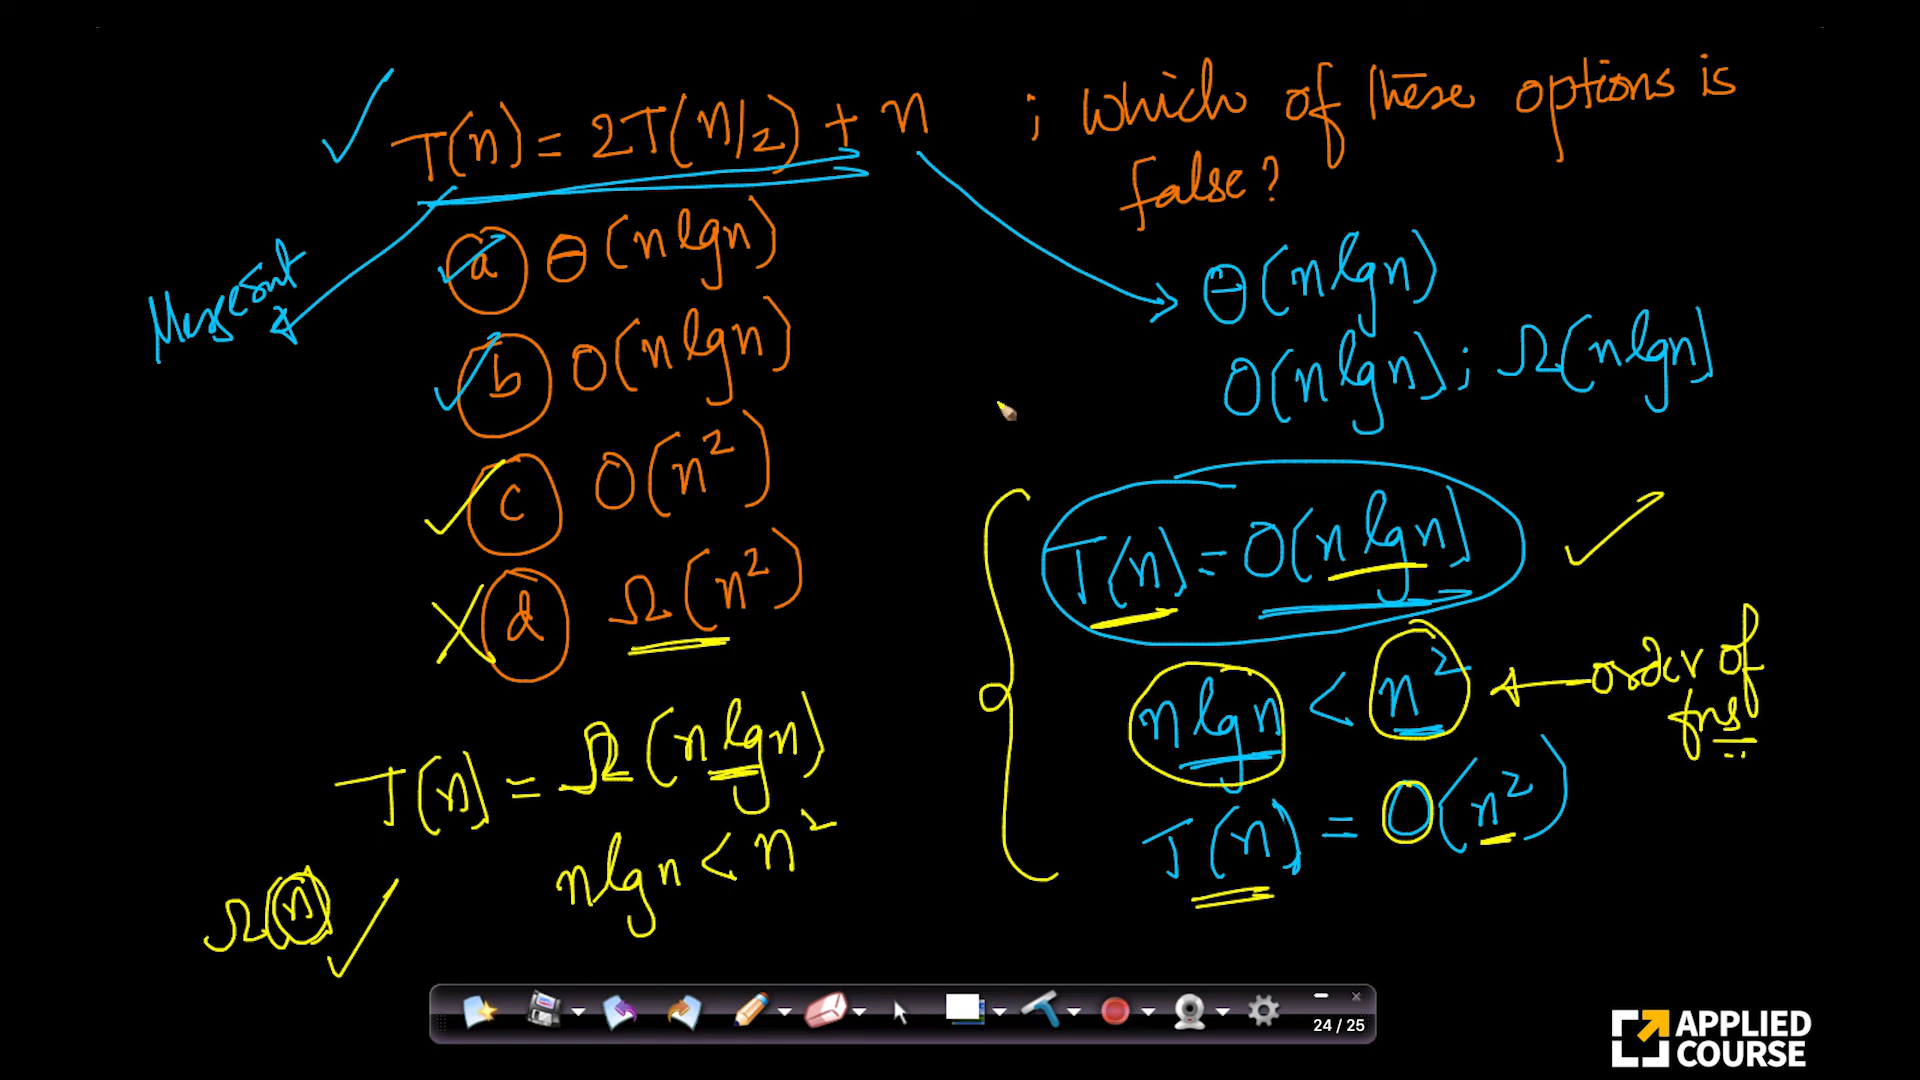 T(n) = 2T(n/2) + n ; which of these options is
false?
Mergesort
a Θ(n lgn)
b O(n lgn)
c O(n²)
d Ω(n²)
Θ(n lgn)
O(n lgn); Ω(n lgn)
T(n) = O(n lgn)
n lgn < n² ← order of
fns
T(n) = O(n²)
T(n) = Ω(n lgn)
n lgn < n²
Ω(n)
24 / 25
APPLIED
COURSE